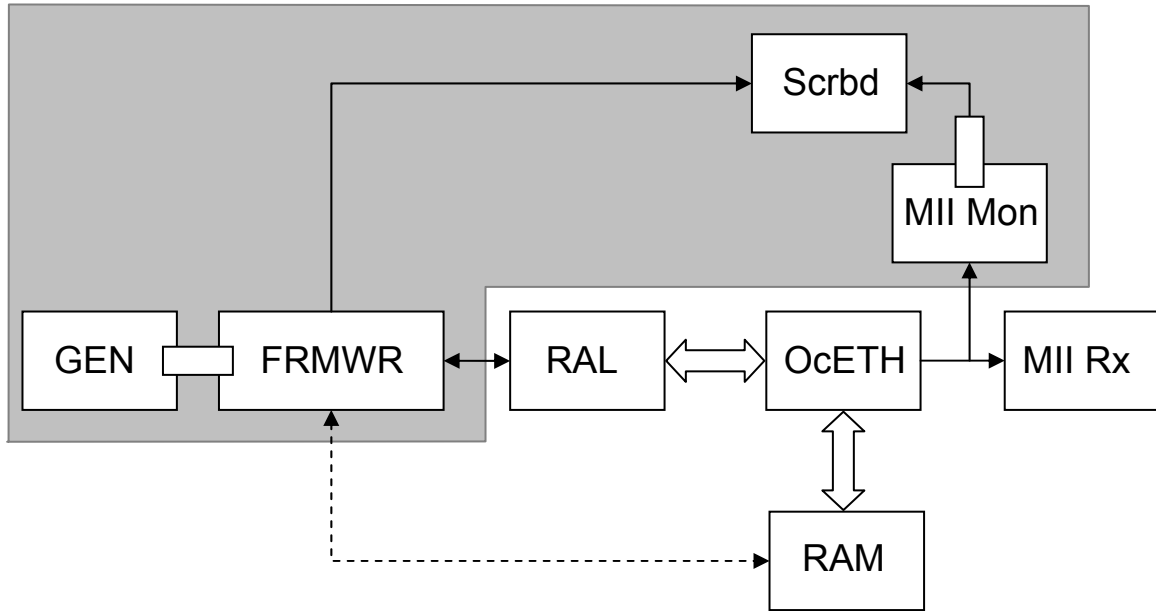 Scrbd
MII Mon
GEN
FRMWR
RAL
OcETH
MII Rx
RAM